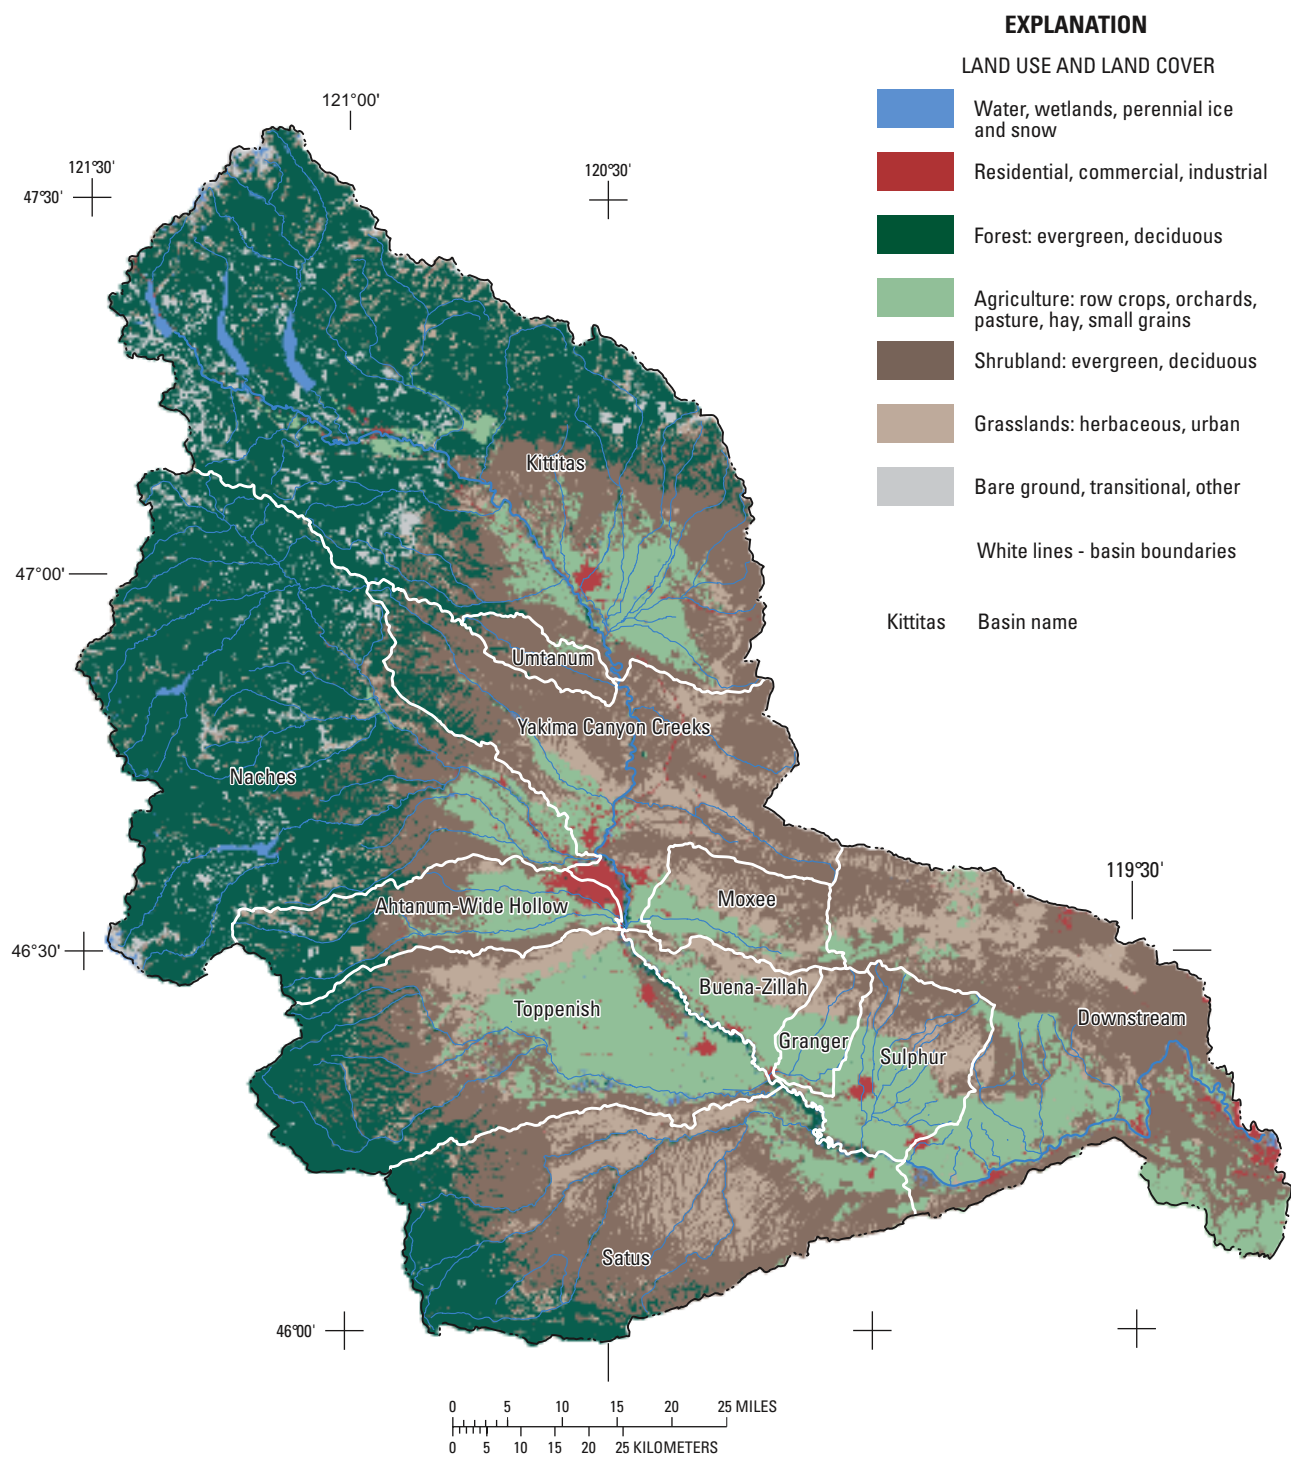 EXPLANATION
LAND USE AND LAND COVER
Water, wetlands, perennial ice
and snow
Residential, commercial, industrial
Forest: evergreen, deciduous
Agriculture: row crops, orchards,
pasture, hay, small grains
Shrubland: evergreen, deciduous
Grasslands: herbaceous, urban
Bare ground, transitional, other
White lines - basin boundaries
Kittitas Basin name
121°00'
121°30'
120°30'
47°30'
Kittitas
47°00'
Umtanum
Yakima Canyon Creeks
Naches
119°30'
Moxee
Ahtanum-Wide Hollow
46°30'
Buena-Zillah
Toppenish
Downstream
Granger
Sulphur
Satus
46°00'
0 5 10 15 20 25 MILES
0 5 10 15 20 25 KILOMETERS